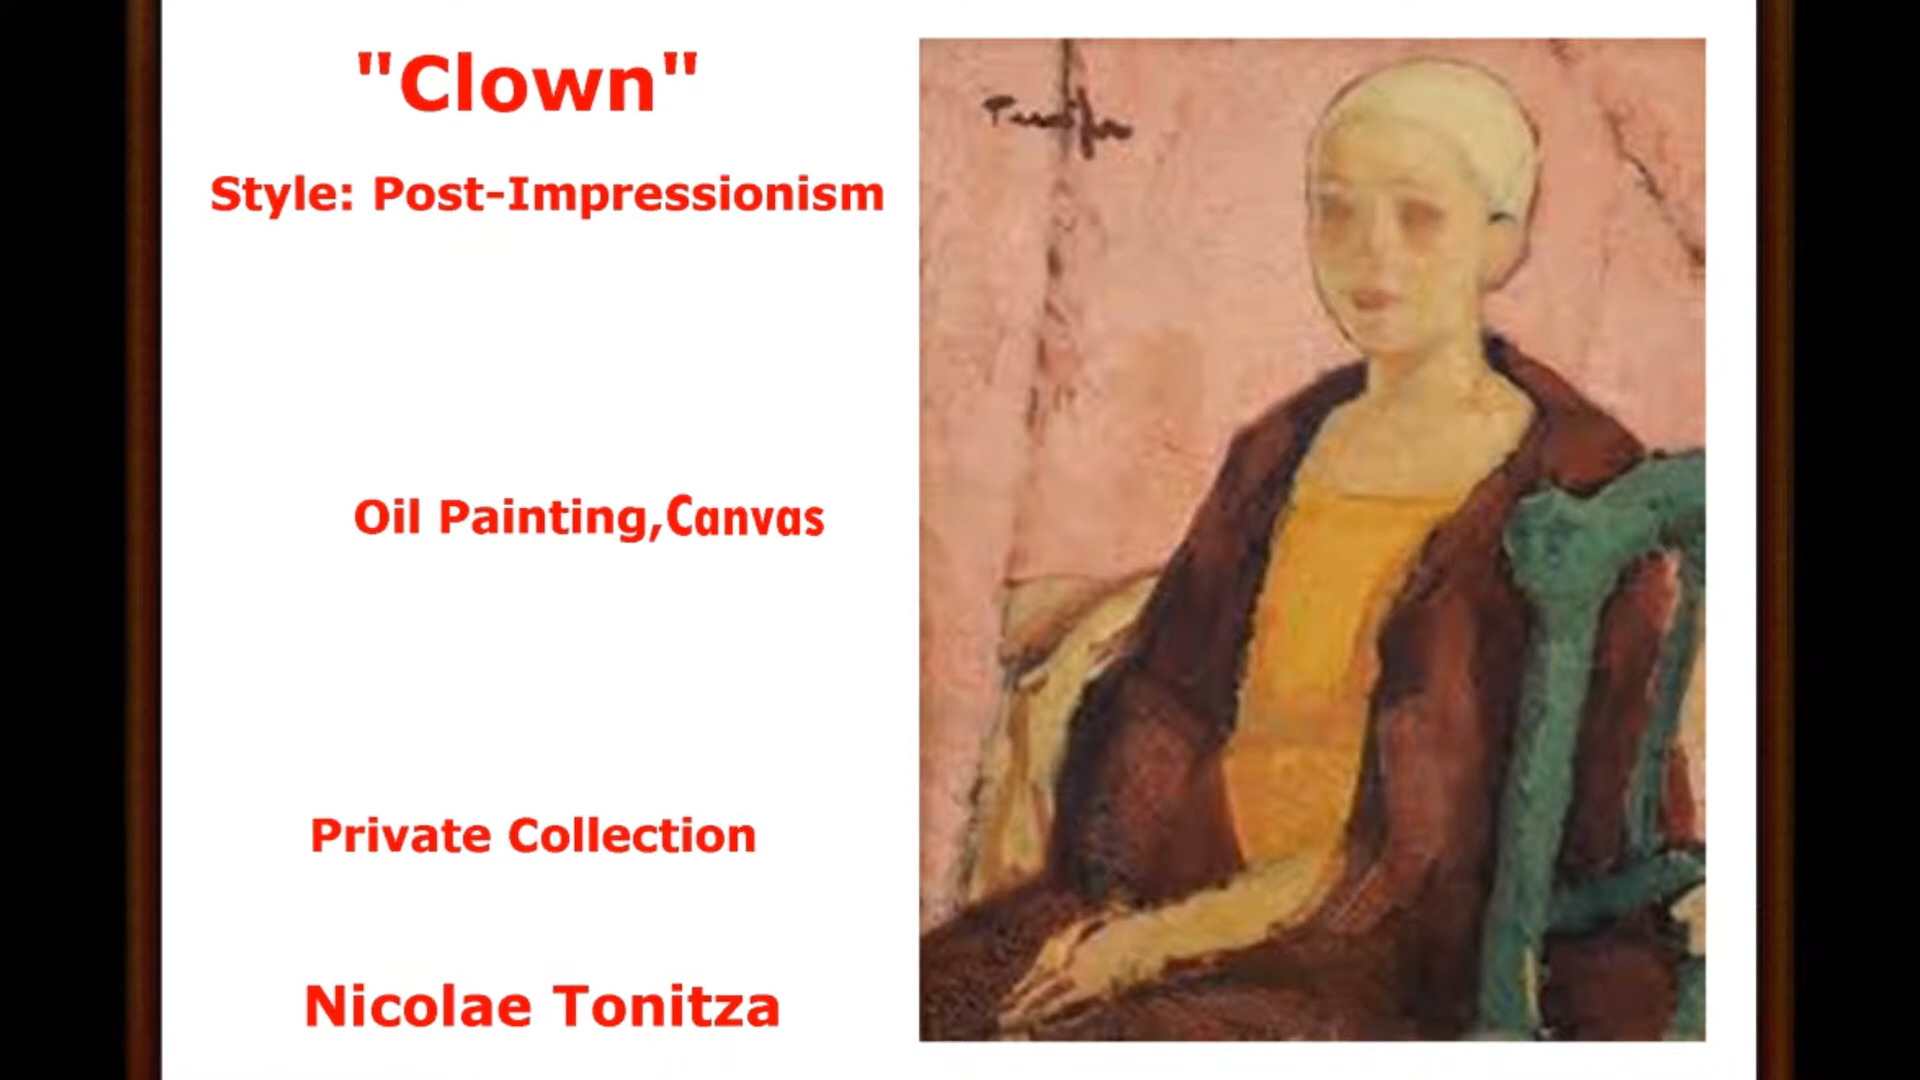 "Clown"
Style: Post-Impressionism
Oil Painting,Canvas
Private Collection
Nicolae Tonitza